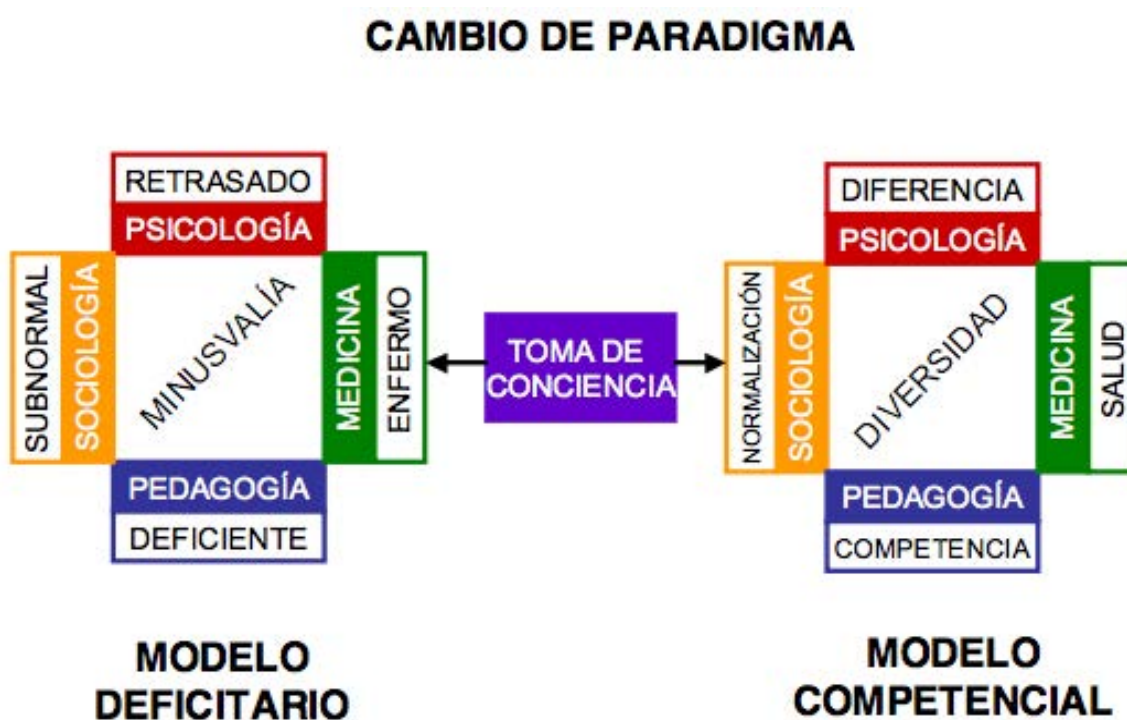 CAMBIO DE PARADIGMA
RETRASADO
PSICOLOGÍA
SUBNORMAL
SOCIOLOGÍA
MINUSVALÍA
MEDICINA
ENFERMO
PEDAGOGÍA
DEFICIENTE
MODELO
DEFICITARIO
TOMA DE
CONCIENCIA
DIFERENCIA
PSICOLOGÍA
NORMALIZACIÓN
SOCIOLOGÍA
DIVERSIDAD
MEDICINA
SALUD
PEDAGOGÍA
COMPETENCIA
MODELO
COMPETENCIAL